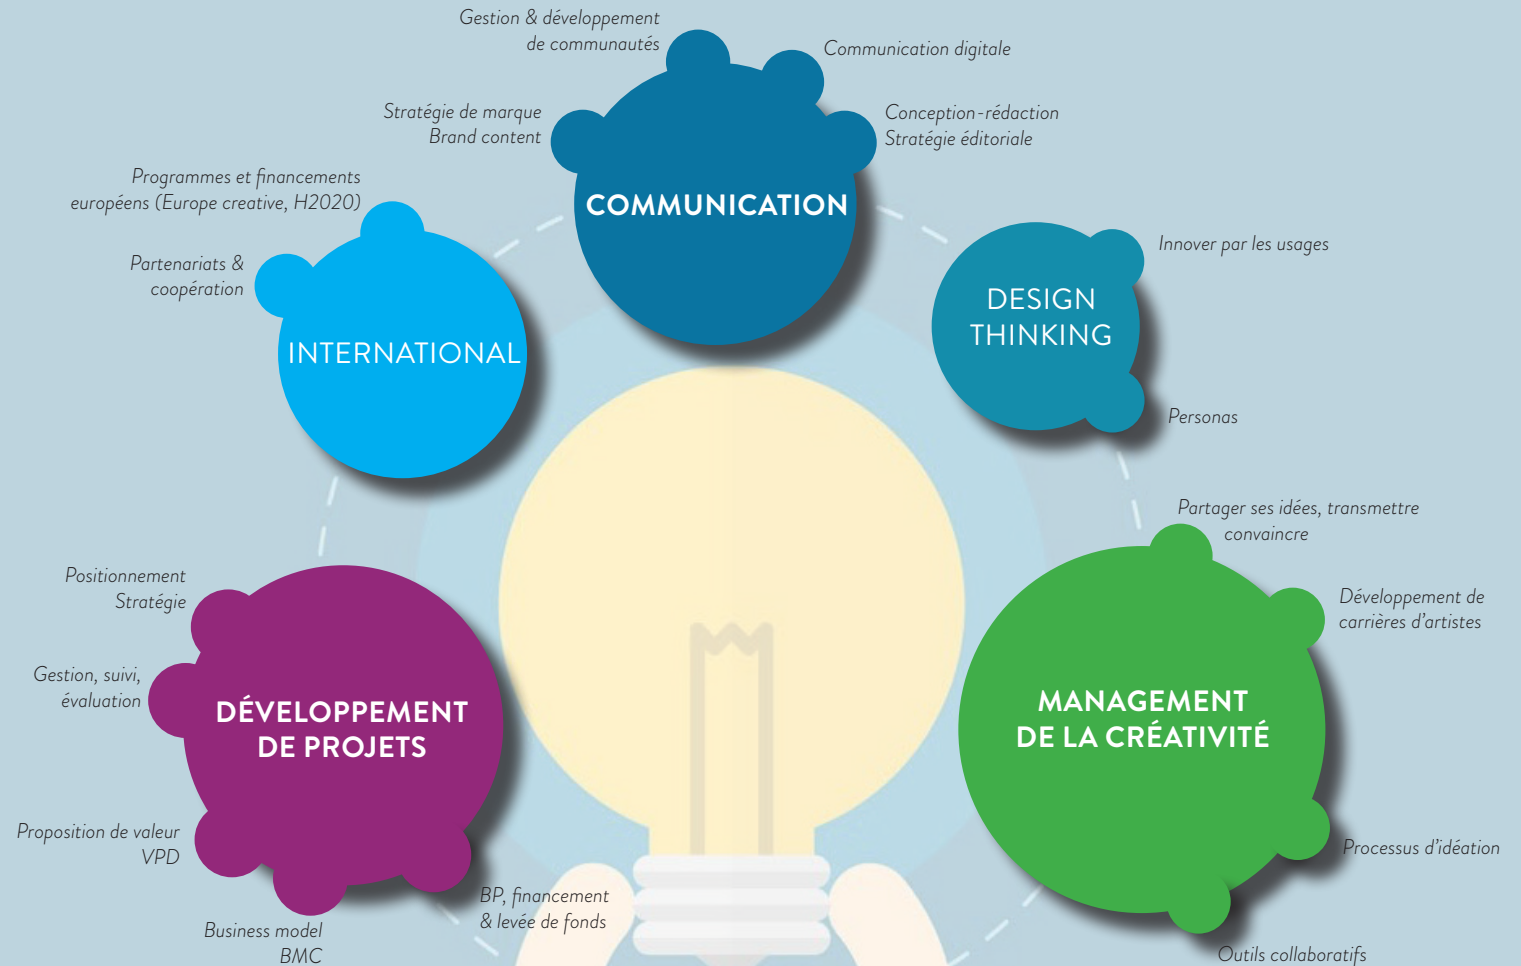 Gestion & développement
de communautés
Communication digitale
Stratégie de marque
Brand content
Conception-rédaction
Stratégie éditoriale
COMMUNICATION
Programmes et financements
européens (Europe creative, H2020)
Partenariats &
coopération
INTERNATIONAL
Innover par les usages
DESIGN
THINKING
Personas
Partager ses idées, transmettre
convaincre
Développement de
carrières d'artistes
MANAGEMENT
DE LA CRÉATIVITÉ
Processus d'idéation
Outils collaboratifs
Positionnement
Stratégie
Gestion, suivi,
évaluation
DÉVELOPPEMENT
DE PROJETS
Proposition de valeur
VPD
Business model
BMC
BP, financement
& levée de fonds